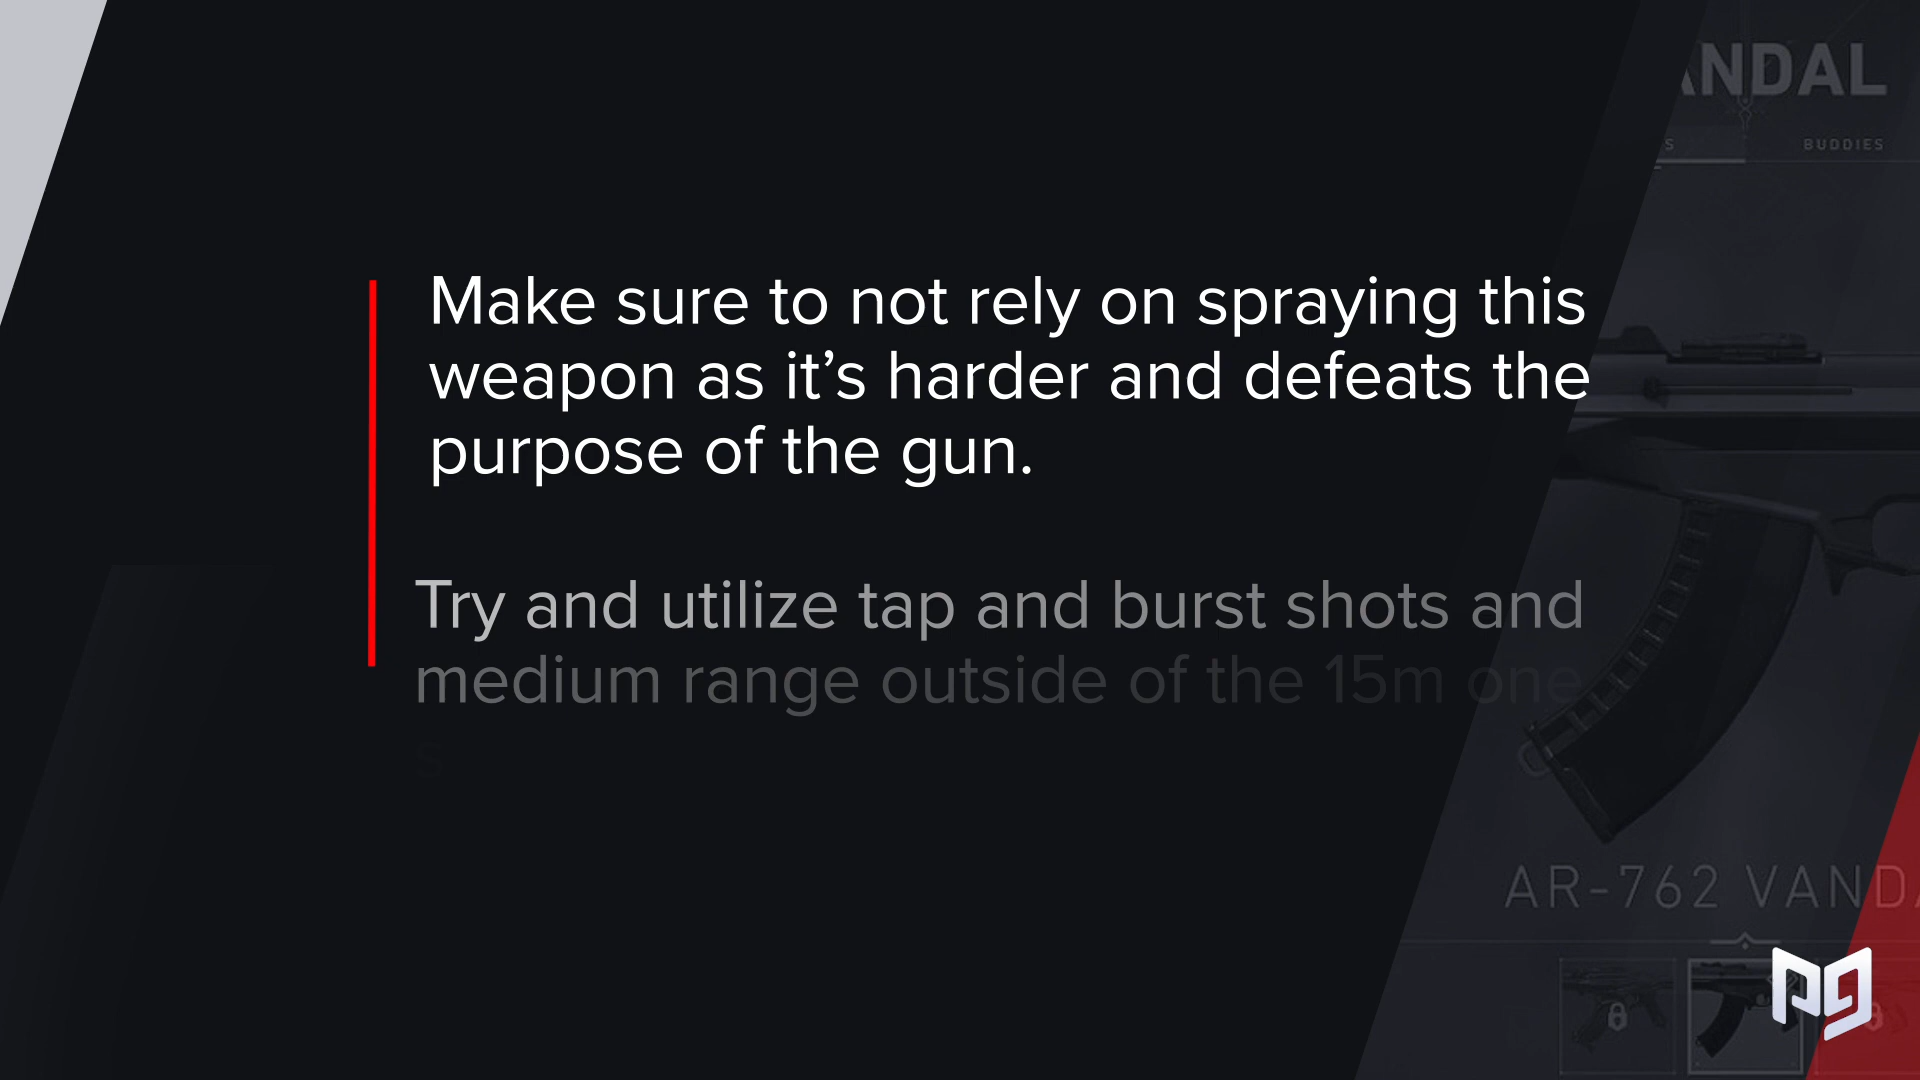 ANDAL
S BUDDIES
Make sure to not rely on spraying this
weapon as it’s harder and defeats the
purpose of the gun.
Try and utilize tap and burst shots and
medium range outside of the 15m one
s
AR-762 VANDA
pg